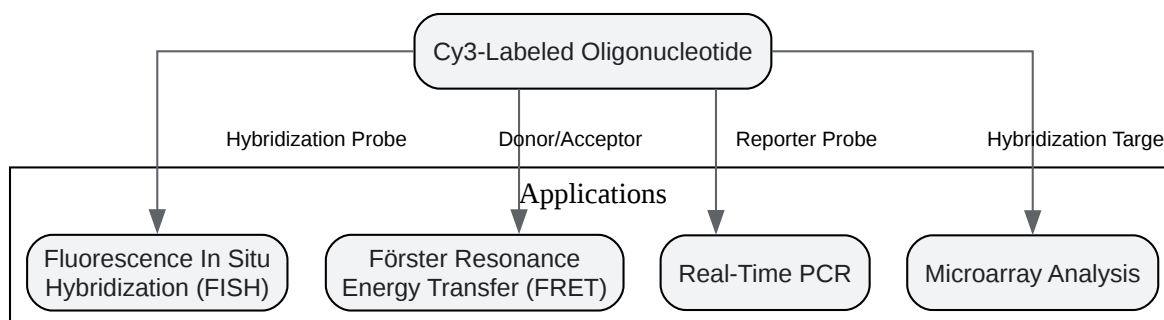 Cy3-Labeled Oligonucleotide
Hybridization Probe
Donor/Acceptor
Reporter Probe
Hybridization Targe
Applications
Fluorescence In Situ
Hybridization (FISH)
Förster Resonance
Energy Transfer (FRET)
Real-Time PCR
Microarray Analysis